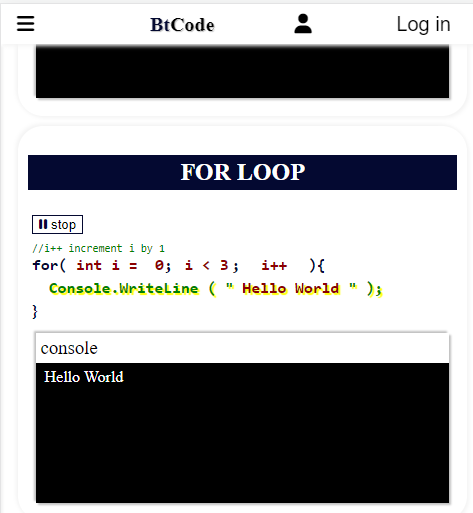 BtCode Log in
FOR LOOP
stop
//i++ increment i by 1
for( int i = 0; i < 3; i++ ){
Console.WriteLine ( " Hello World " );
}
console
Hello World